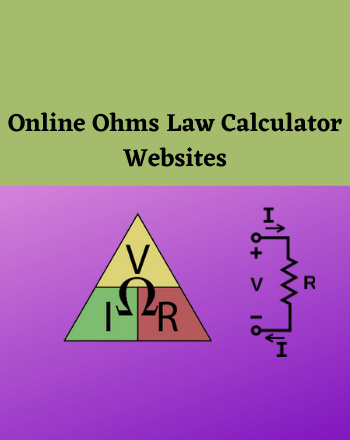 Online Ohms Law Calculator
Websites
V
Ω
I R
I
+
V R
−
I